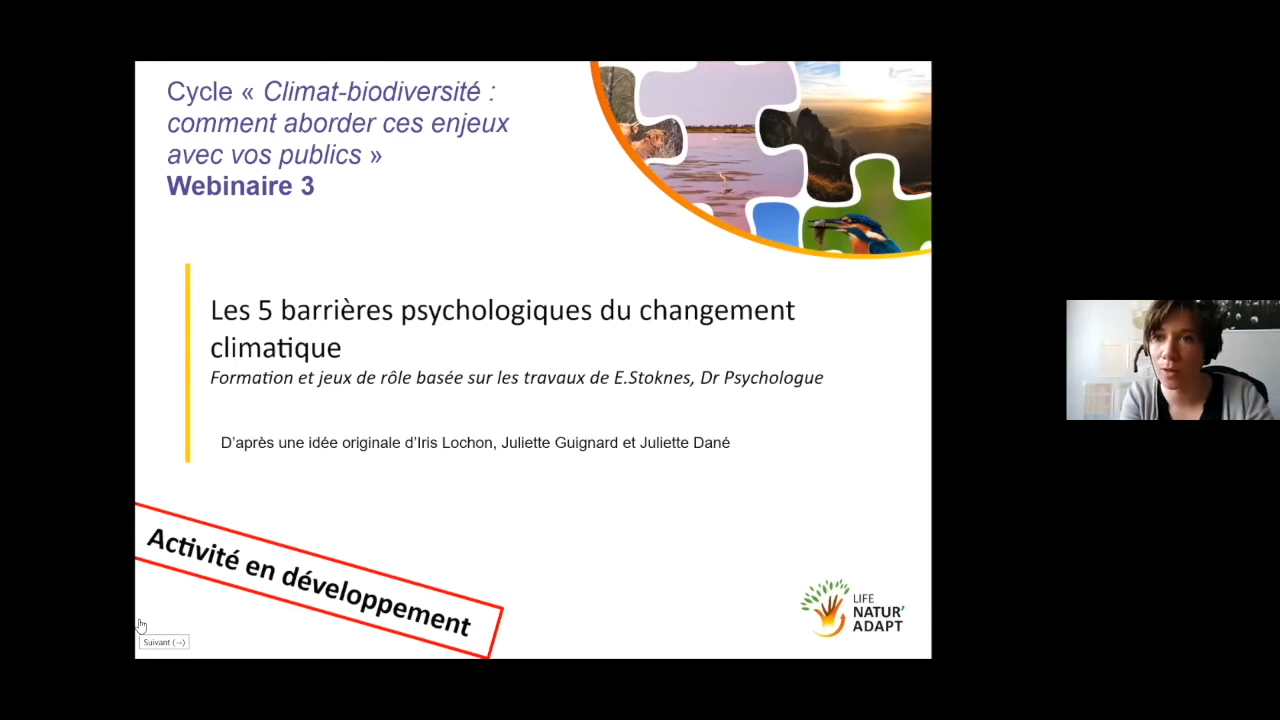 Cycle « Climat-biodiversité :
comment aborder ces enjeux
avec vos publics »
Webinaire 3
Les 5 barrières psychologiques du changement
climatique
Formation et jeux de rôle basée sur les travaux de E.Stoknes, Dr Psychologue
D'après une idée originale d'Iris Lochon, Juliette Guignard et Juliette Dané
Activité en développement
LIFE
NATUR'
ADAPT
Suivant (→)